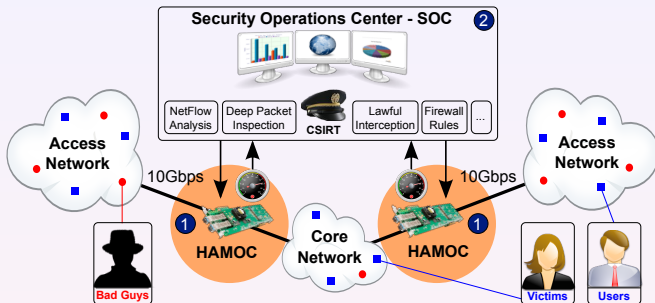 Security Operations Center - SOC
2
NetFlow
Analysis
Deep Packet
Inspection
CSIRT
Lawful
Interception
Firewall
Rules
...
Access
Network
Access
Network
10Gbps
10Gbps
1
1
HAMOC
HAMOC
Core
Network
Bad Guys
Victims
Users